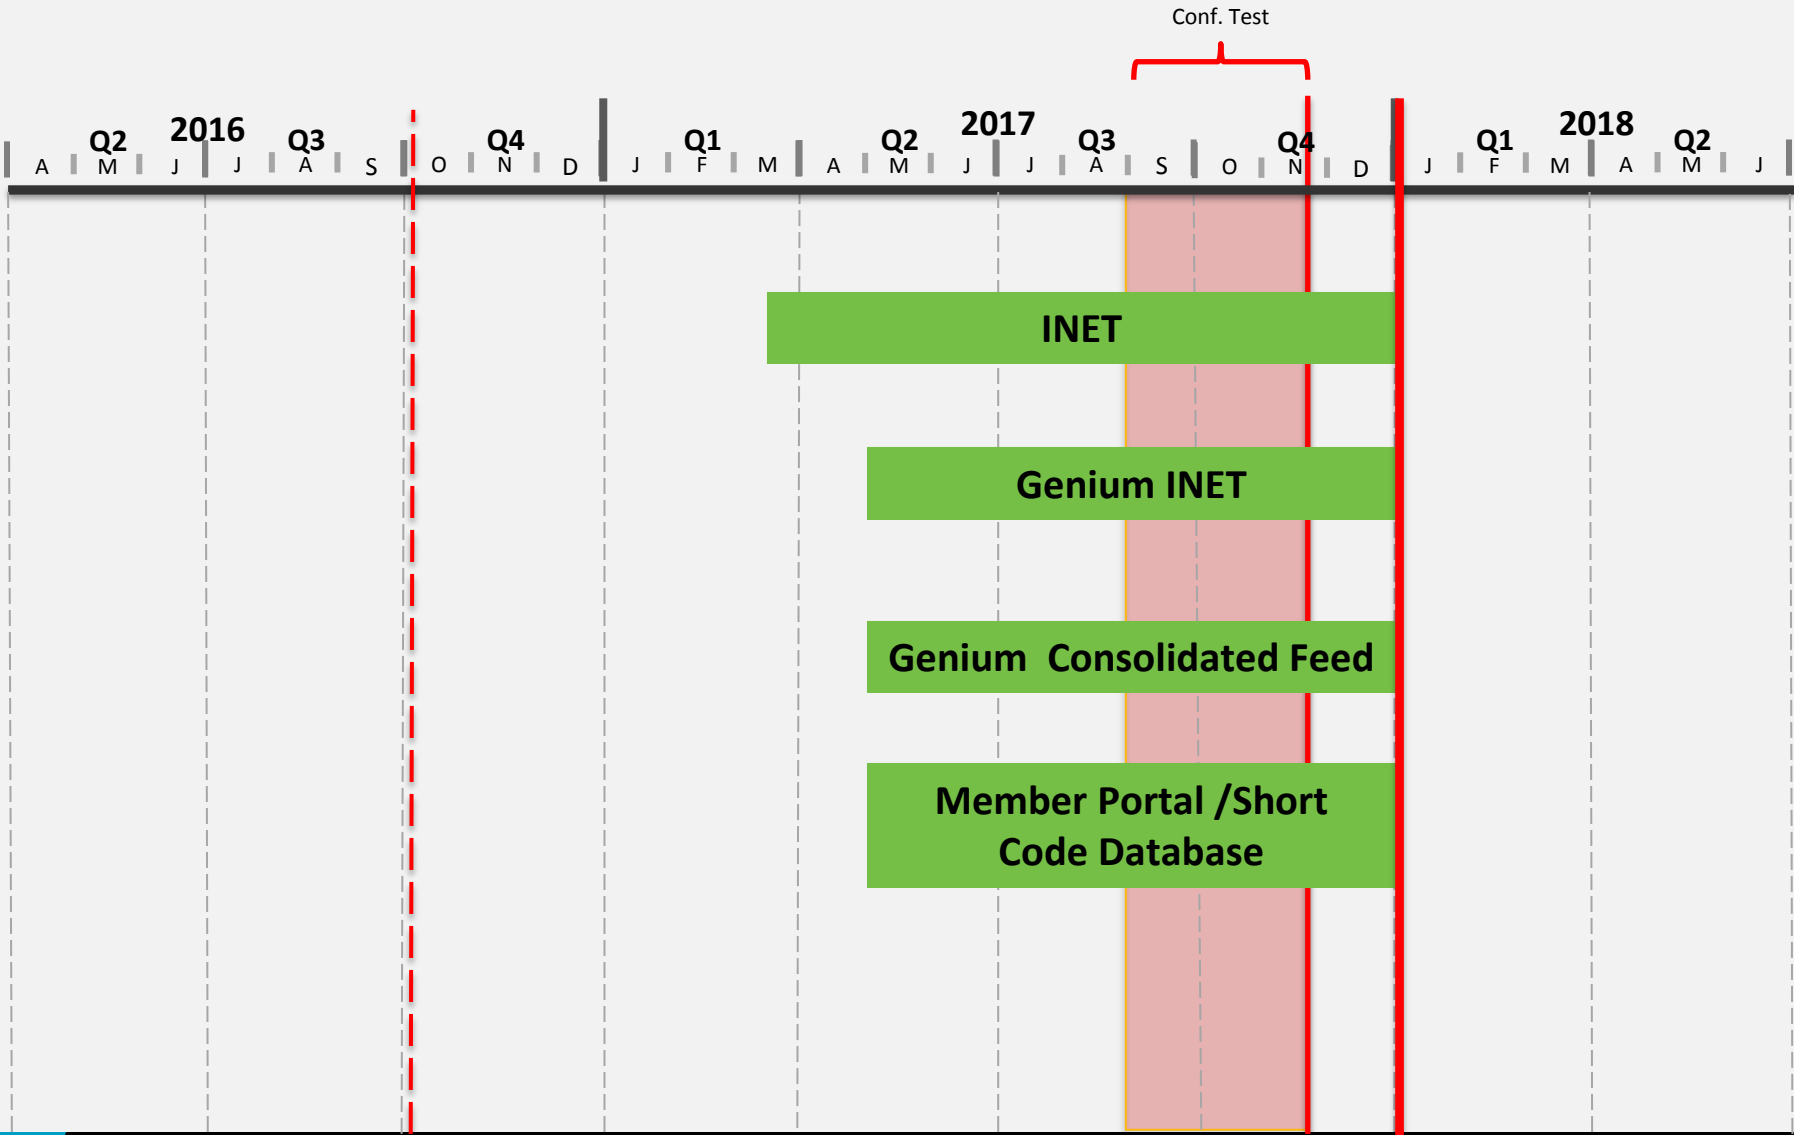 Conf. Test
2016 2017 2018
Q2 Q3 Q4 Q1 Q2 Q3 Q4 Q1 Q2
A M J J A S O N D J F M A M J J A S O N D J F M A M J
INET
Genium INET
Genium  Consolidated Feed
Member Portal /Short
Code Database